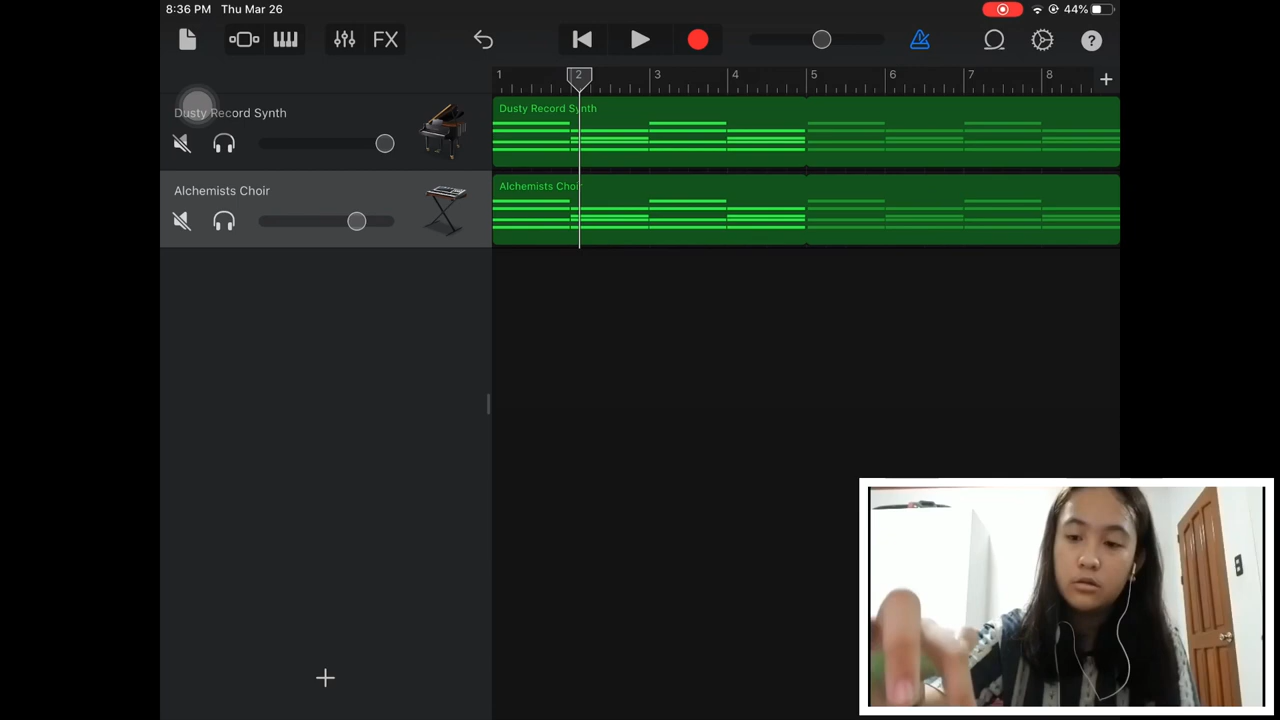 8:36 PM Thu Mar 26 44%
FX ?
1 2 3 4 5 6 7 8 +
Dusty Record Synth
Dusty Record Synth
Alchemists Choir
Alchemists Choir